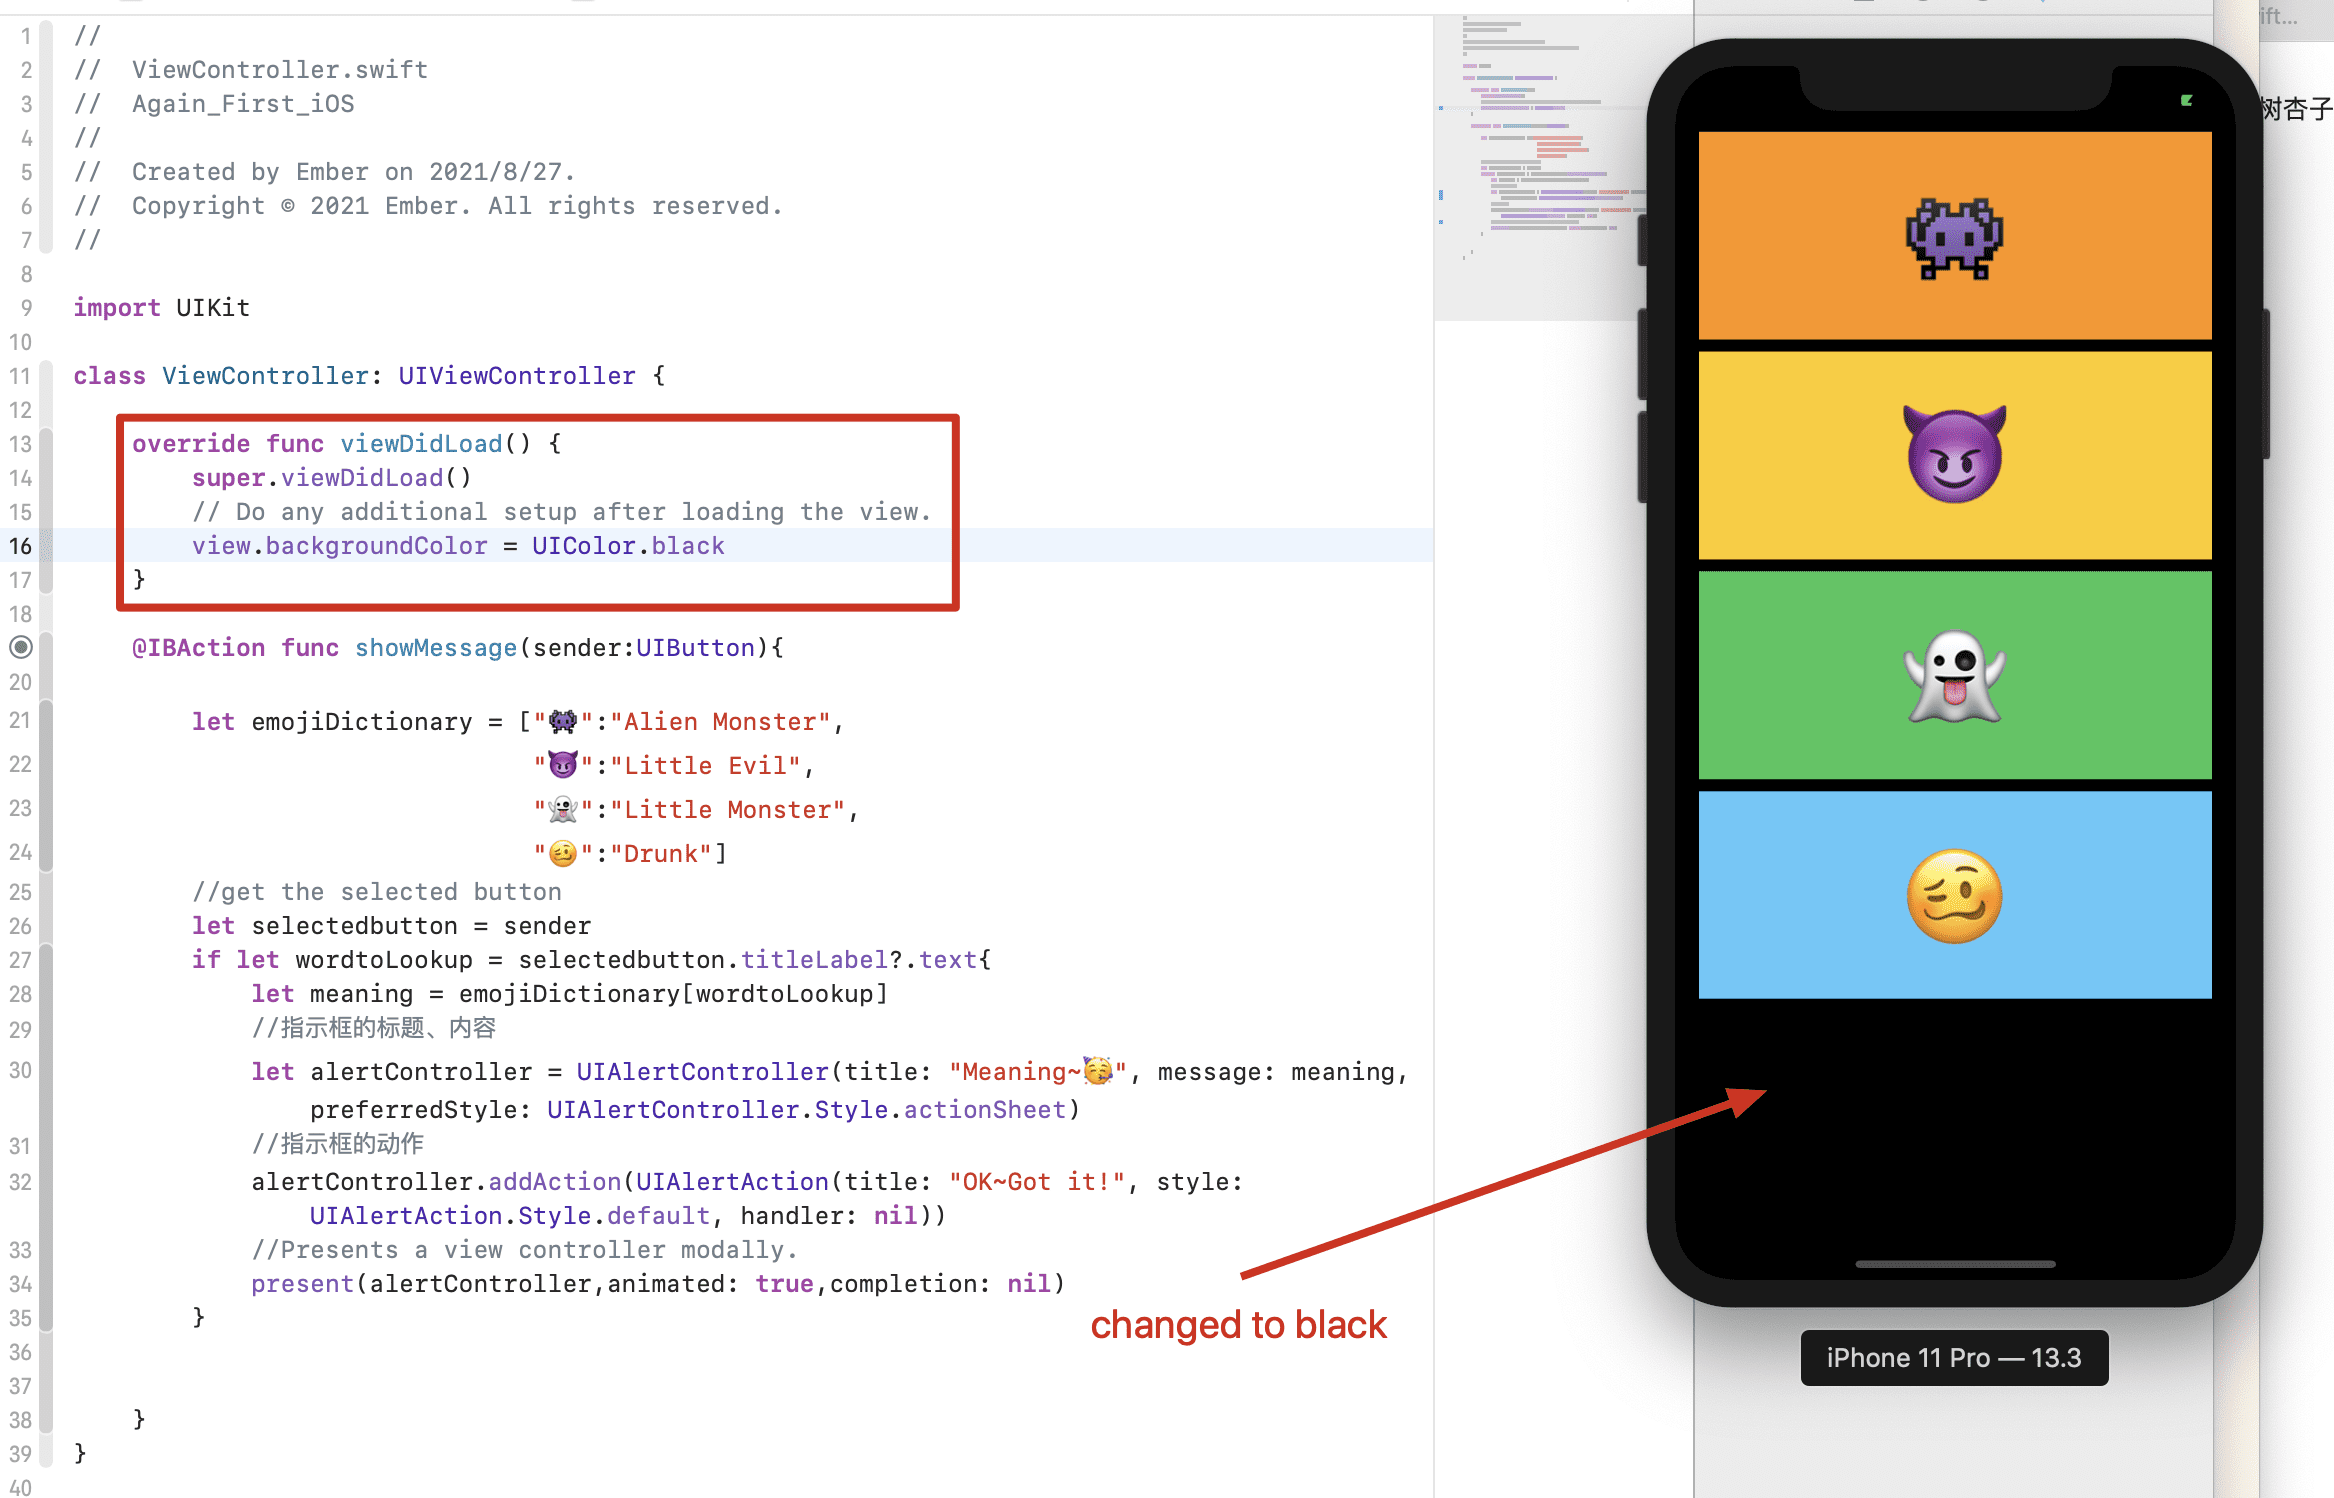 1 //
2 //  ViewController.swift
3 //  Again_First_iOS
4 //
5 //  Created by Ember on 2021/8/27.
6 //  Copyright © 2021 Ember. All rights reserved.
7 //
8
9 import UIKit
10
11 class ViewController: UIViewController {
12
13     override func viewDidLoad() {
14         super.viewDidLoad()
15         // Do any additional setup after loading the view.
16         view.backgroundColor = UIColor.black
17     }
18
    @IBAction func showMessage(sender:UIButton){
20
21         let emojiDictionary = ["👾":"Alien Monster",
22                                "😈":"Little Evil",
23                                "👻":"Little Monster",
24                                "🥴":"Drunk"]
25         //get the selected button
26         let selectedbutton = sender
27         if let wordtoLookup = selectedbutton.titleLabel?.text{
28             let meaning = emojiDictionary[wordtoLookup]
29             //指示框的标题、内容
30             let alertController = UIAlertController(title: "Meaning~🥳", message: meaning,
                preferredStyle: UIAlertController.Style.actionSheet)
31             //指示框的动作
32             alertController.addAction(UIAlertAction(title: "OK~Got it!", style:
                UIAlertAction.Style.default, handler: nil))
33             //Presents a view controller modally.
34             present(alertController,animated: true,completion: nil)
35         }
36
37
38     }
39 }
40
changed to black
iPhone 11 Pro — 13.3
ift...
树杏子